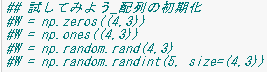 ## 試してみよう_配列の初期化
#W = np.zeros((4,3))
#W = np.ones((4,3))
#W = np.random.rand(4,3)
#W = np.random.randint(5, size=(4,3))